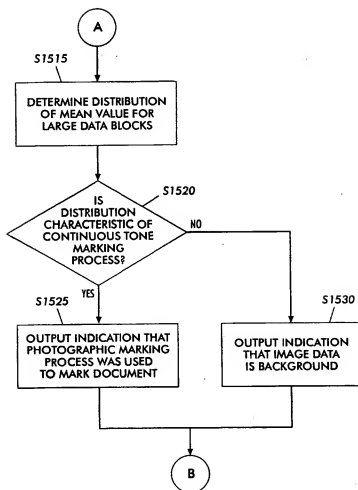 A
S1515
DETERMINE DISTRIBUTION
OF MEAN VALUE FOR
LARGE DATA BLOCKS
S1520
IS
DISTRIBUTION
CHARACTERISTIC OF
CONTINUOUS TONE
MARKING
PROCESS?
NO
YES
S1525
OUTPUT INDICATION THAT
PHOTOGRAPHIC MARKING
PROCESS WAS USED
TO MARK DOCUMENT
S1530
OUTPUT INDICATION
THAT IMAGE DATA
IS BACKGROUND
B